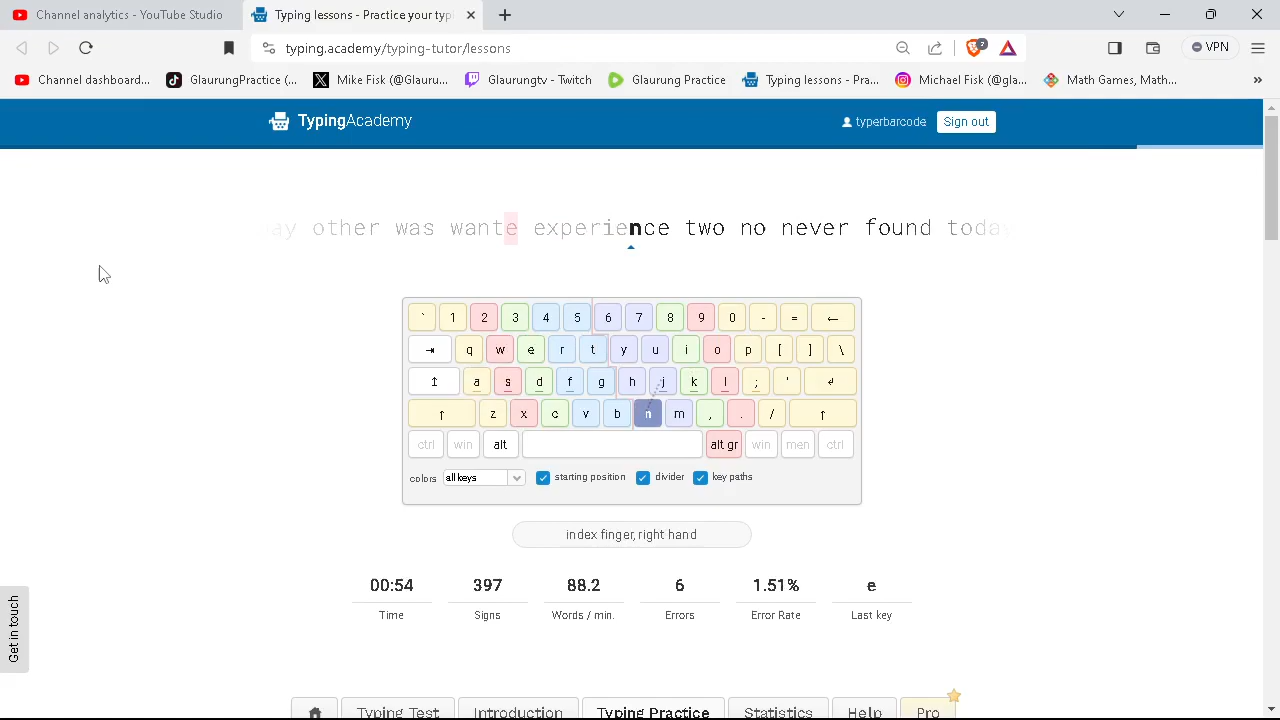 Channel analytics - YouTube Studio
Typing lessons - Practice your typ
typing.academy/typing-tutor/lessons
2
VPN
Channel dashboard... GlaurungPractice (... Mike Fisk (@Glauru... Glaurungtv - Twitch Glaurung Practic... Typing lessons - Pra... Michael Fisk (@gla... Math Games, Math... »
TypingAcademy
typerbarcode
Sign out
ay other was wante experience two no never found today
` 1 2 3 4 5 6 7 8 9 0 - = ←
⇥ q w e r t y u i o p [ ] \
↥ a s d f g h j k l ; ' ↲
↑ z x c v b n m , . / ↑
ctrl win alt alt gr win men ctrl
colors all keys starting position divider key paths
index finger, right hand
00:54 397 88.2 6 1.51% e
Time Signs Words / min. Errors Error Rate Last key
Get in touch
Typing Test Introduction Typing Practice Statistics Help Pro